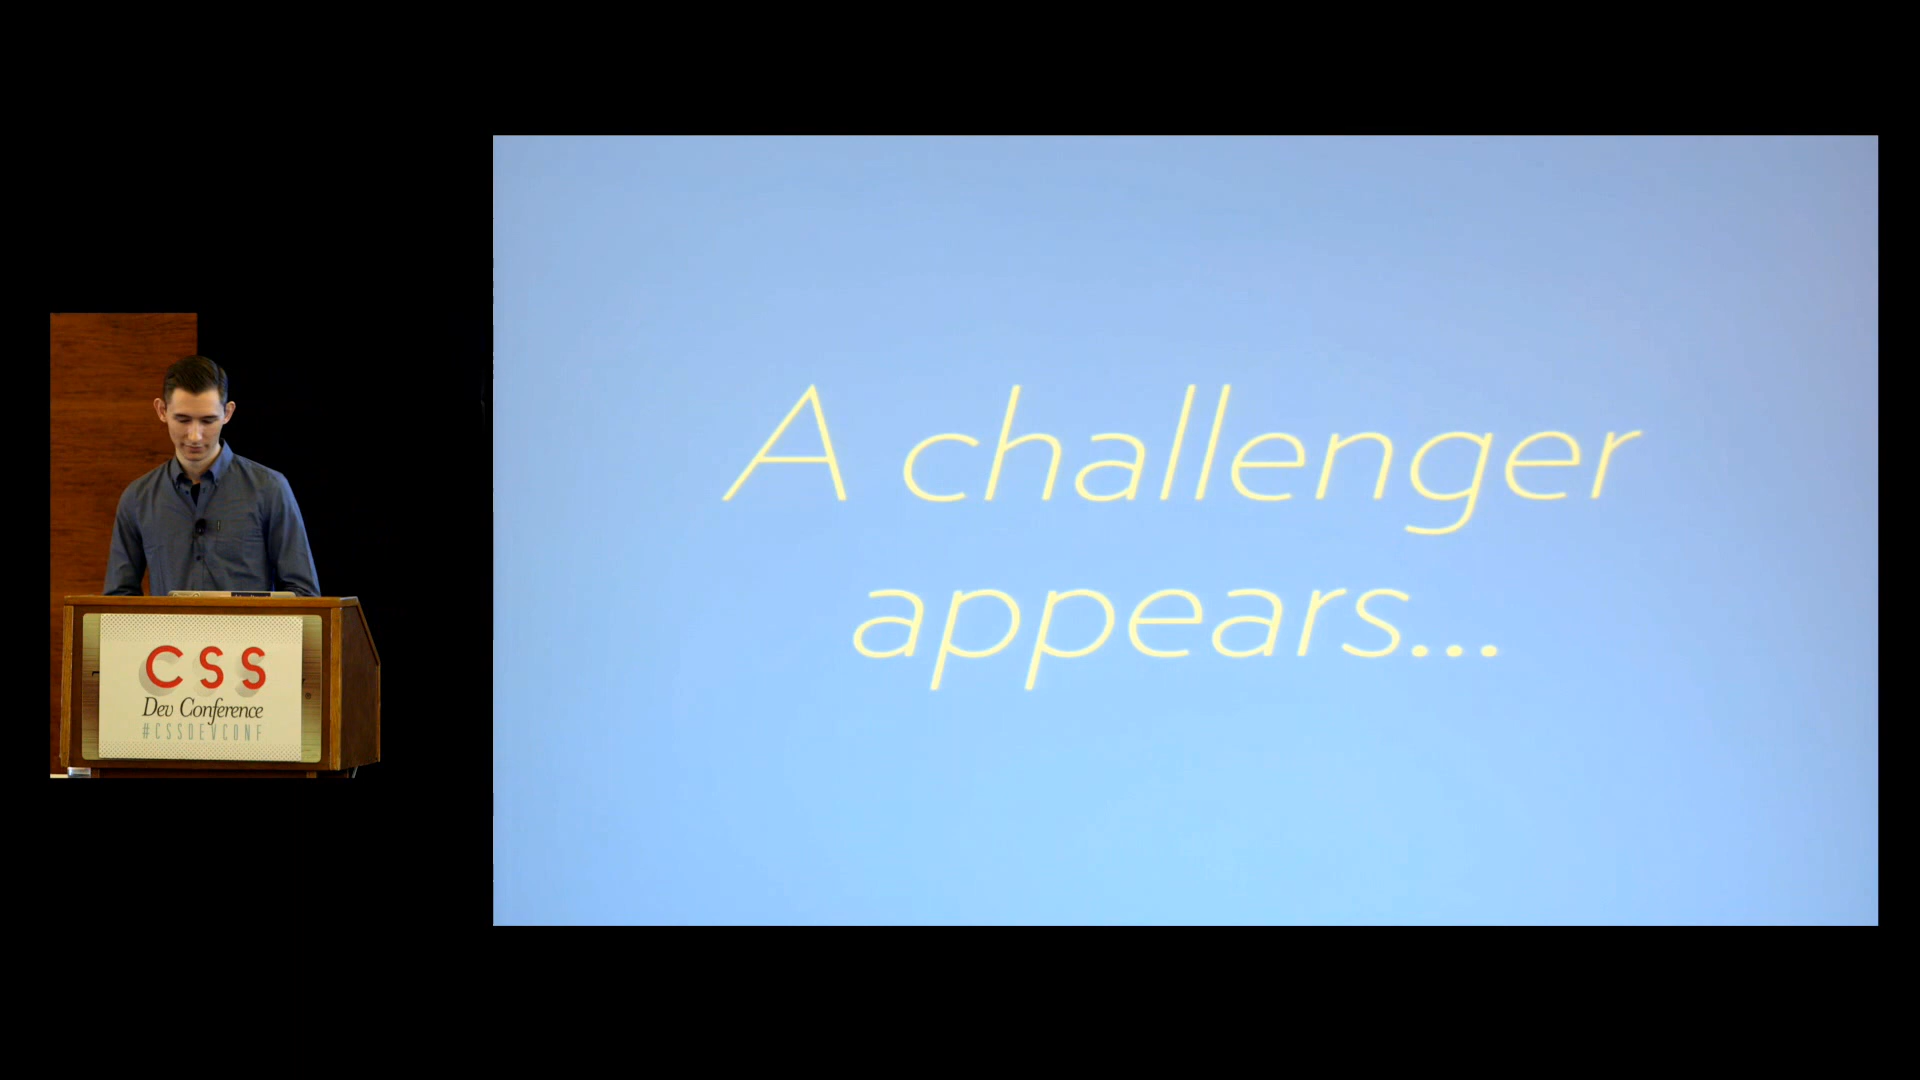 A challenger
appears...
CSS
Dev Conference
#CSSDEVCONF